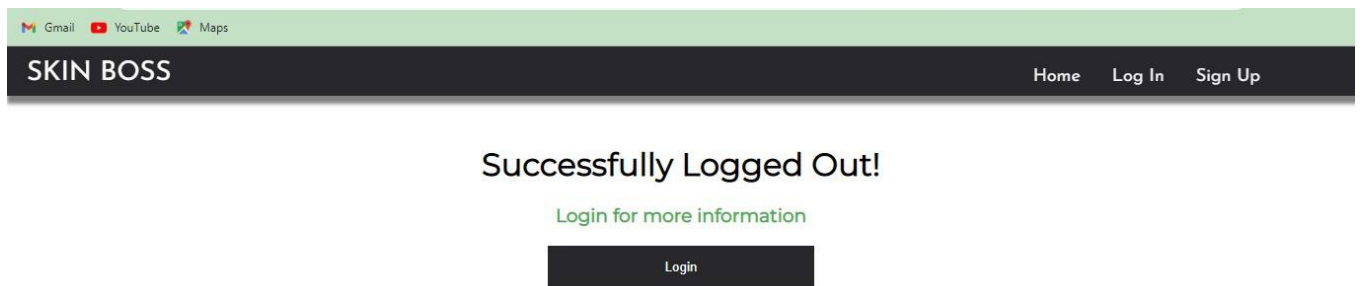 Gmail YouTube Maps
SKIN BOSS Home Log In Sign Up
Successfully Logged Out!
Login for more information
Login